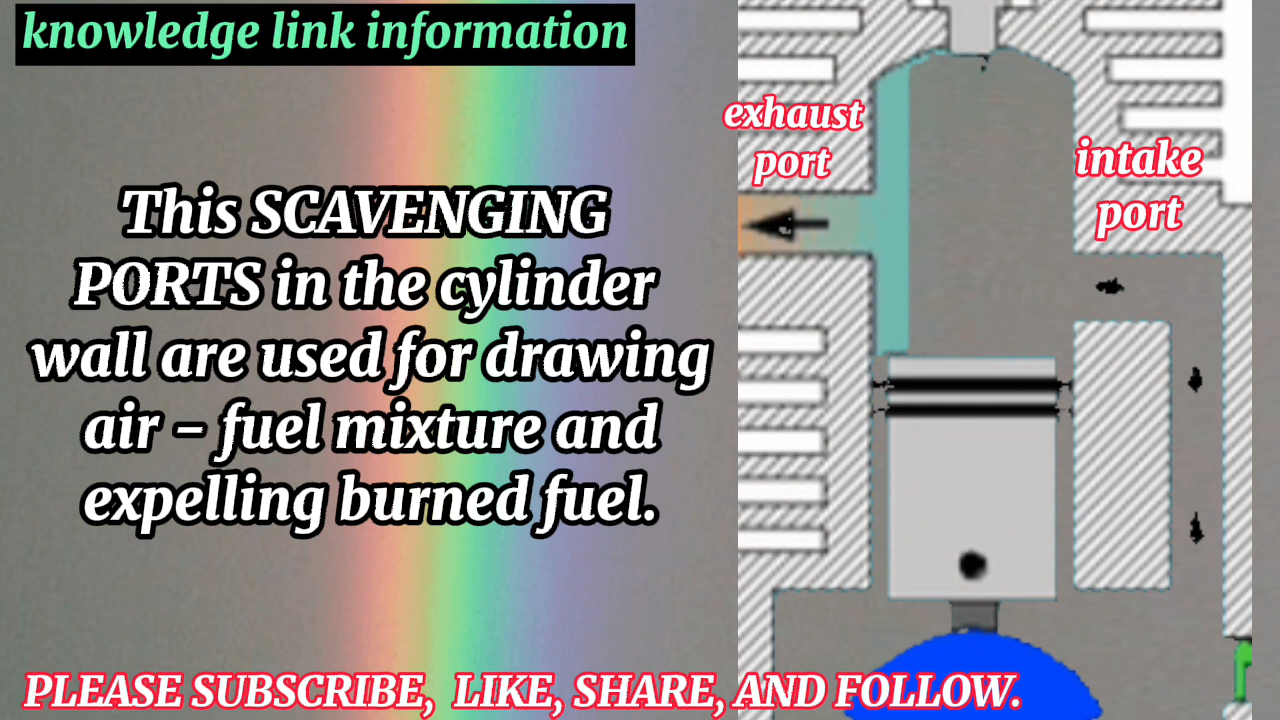 knowledge link information
exhaust
port
intake
port
This SCAVENGING
PORTS in the cylinder
wall are used for drawing
air - fuel mixture and
expelling burned fuel.
PLEASE SUBSCRIBE, LIKE, SHARE, AND FOLLOW.